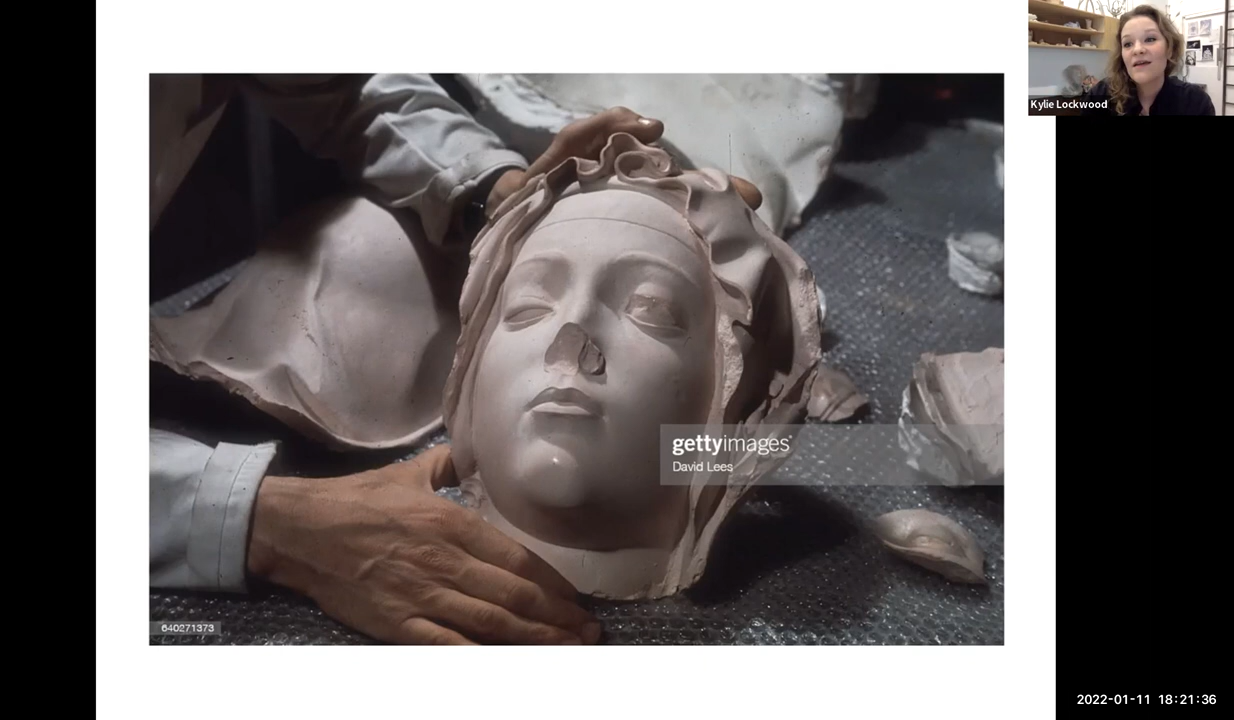 Kylie Lockwood
gettyimages
David Lees
640271373
2022-01-11 18:21:36